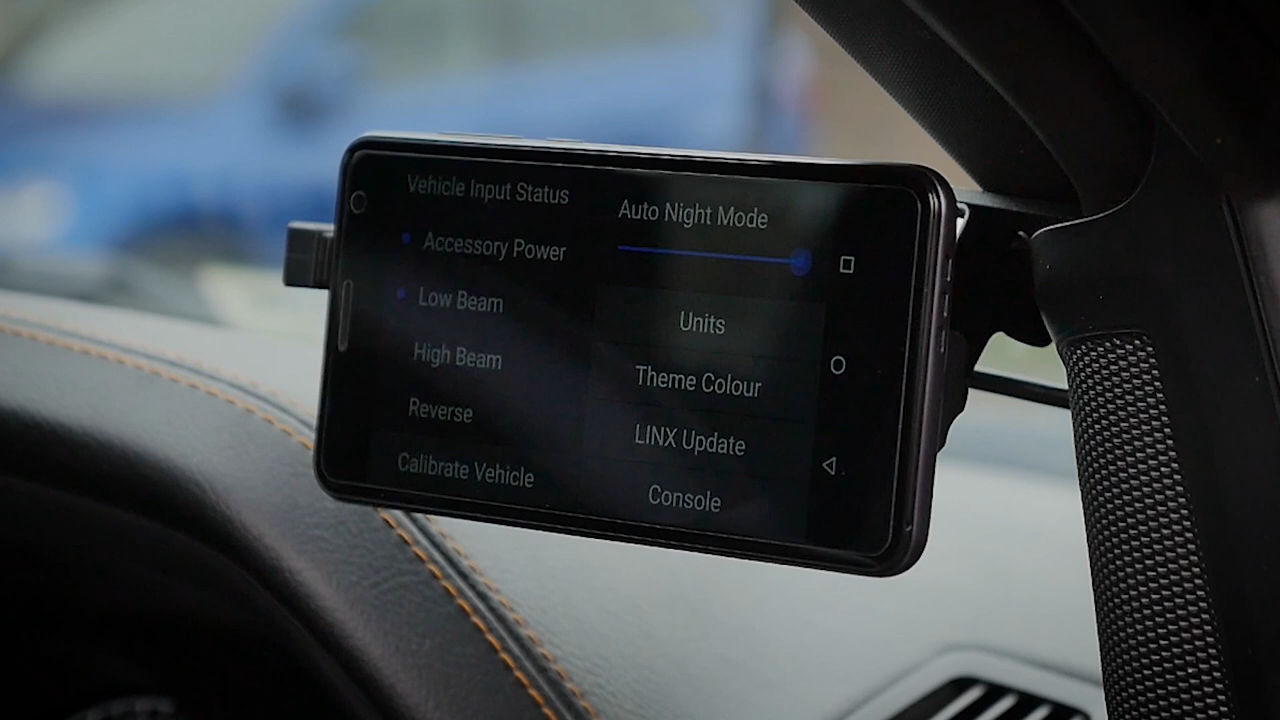 Vehicle Input Status
Accessory Power
Low Beam
High Beam
Reverse
Calibrate Vehicle
Auto Night Mode
Units
Theme Colour
LINX Update
Console